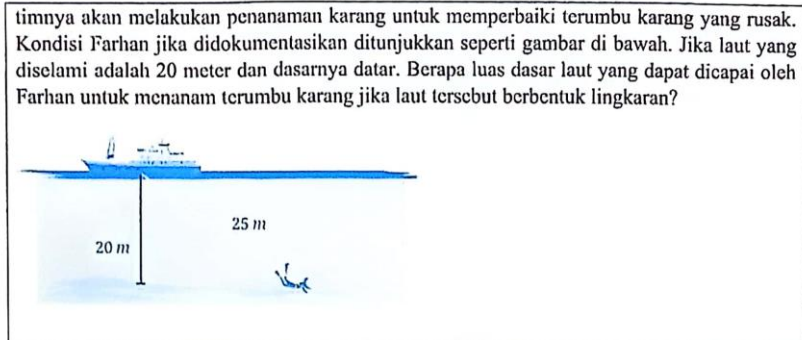 timnya akan melakukan penanaman karang untuk memperbaiki terumbu karang yang rusak.
Kondisi Farhan jika didokumentasikan ditunjukkan seperti gambar di bawah. Jika laut yang
diselami adalah 20 meter dan dasarnya datar. Berapa luas dasar laut yang dapat dicapai oleh
Farhan untuk menanam terumbu karang jika laut tersebut berbentuk lingkaran?
25 m
20 m